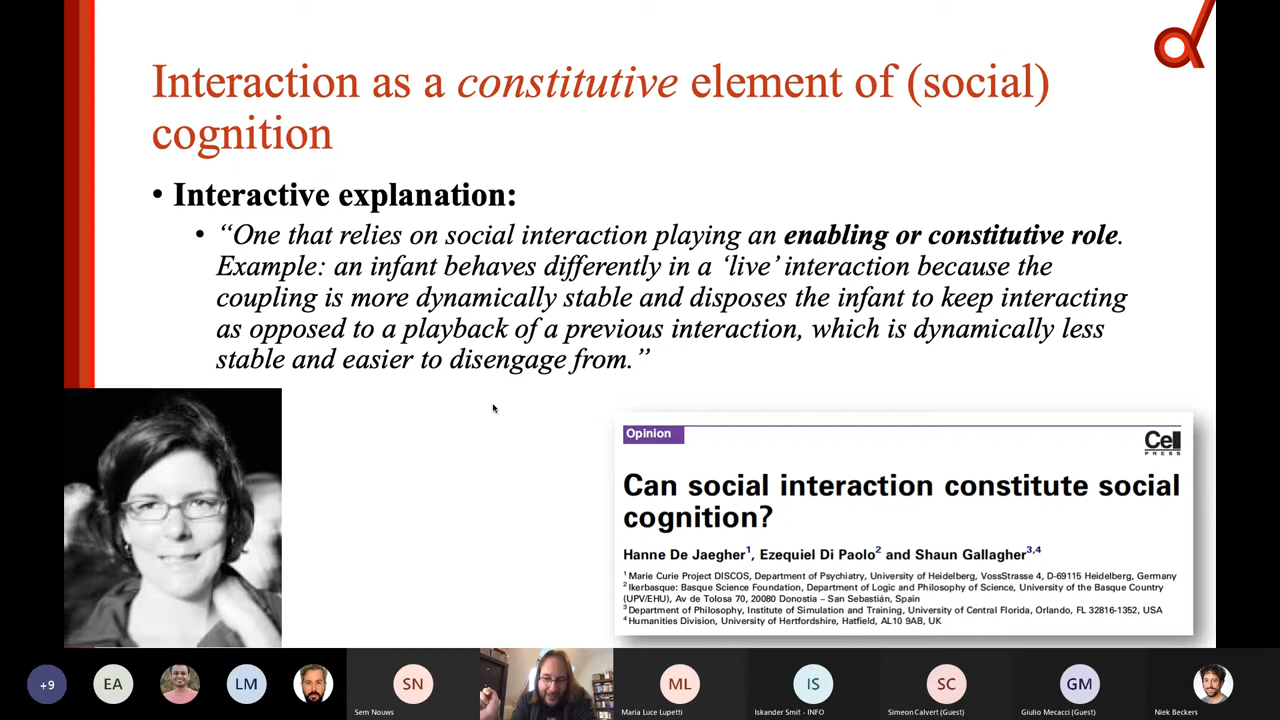 Interaction as a constitutive element of (social)
cognition
• Interactive explanation:
• “One that relies on social interaction playing an enabling or constitutive role.
Example: an infant behaves differently in a ‘live’ interaction because the
coupling is more dynamically stable and disposes the infant to keep interacting
as opposed to a playback of a previous interaction, which is dynamically less
stable and easier to disengage from.”
Opinion
Cell
PRESS
Can social interaction constitute social
cognition?
Hanne De Jaegher1, Ezequiel Di Paolo2 and Shaun Gallagher3,4
1 Marie Curie Project DISCOS, Department of Psychiatry, University of Heidelberg, VossStrasse 4, D-69115 Heidelberg, Germany
2 Ikerbasque: Basque Science Foundation, Department of Logic and Philosophy of Science, University of the Basque Country
(UPV/EHU), Av de Tolosa 70, 20080 Donostia – San Sebastián, Spain
3 Department of Philosophy, Institute of Simulation and Training, University of Central Florida, Orlando, FL 32816-1352, USA
4 Humanities Division, University of Hertfordshire, Hatfield, AL10 9AB, UK
+9
EA
LM
SN
Sem Nouws
ML
Maria Luce Lupetti
IS
Iskander Smit - INFO
SC
Simeon Calvert (Guest)
GM
Giulio Mecacci (Guest)
Niek Beckers